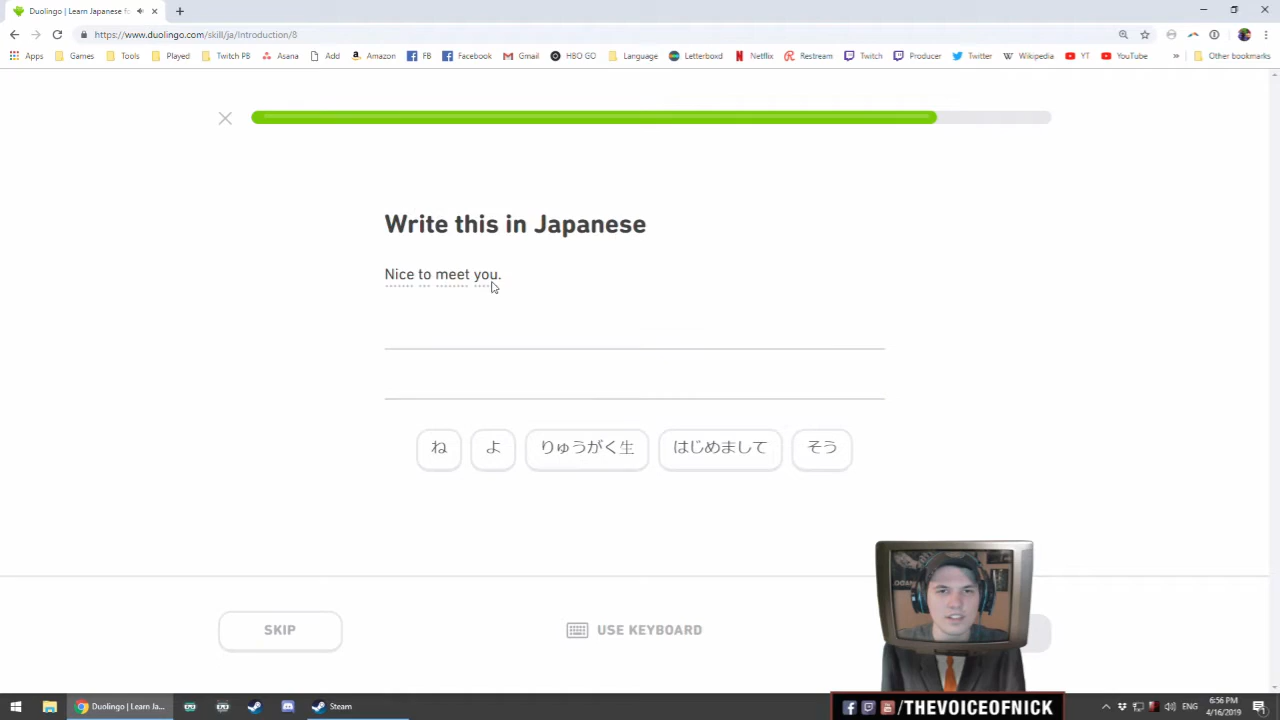 Duolingo | Learn Japanese fo
https://www.duolingo.com/skill/ja/Introduction/8
Apps Games Tools Played Twitch PB Asana Add Amazon FB Facebook Gmail HBO GO Language Letterboxd Netflix Restream Twitch Producer Twitter Wikipedia YT YouTube » Other bookmarks
Write this in Japanese
Nice to meet you.
ね よ りゅうがく生 はじめまして そう
SKIP USE KEYBOARD
/THEVOICEOFNICK
Duolingo | Learn Ja... Steam ENG 6:56 PM
4/16/2019